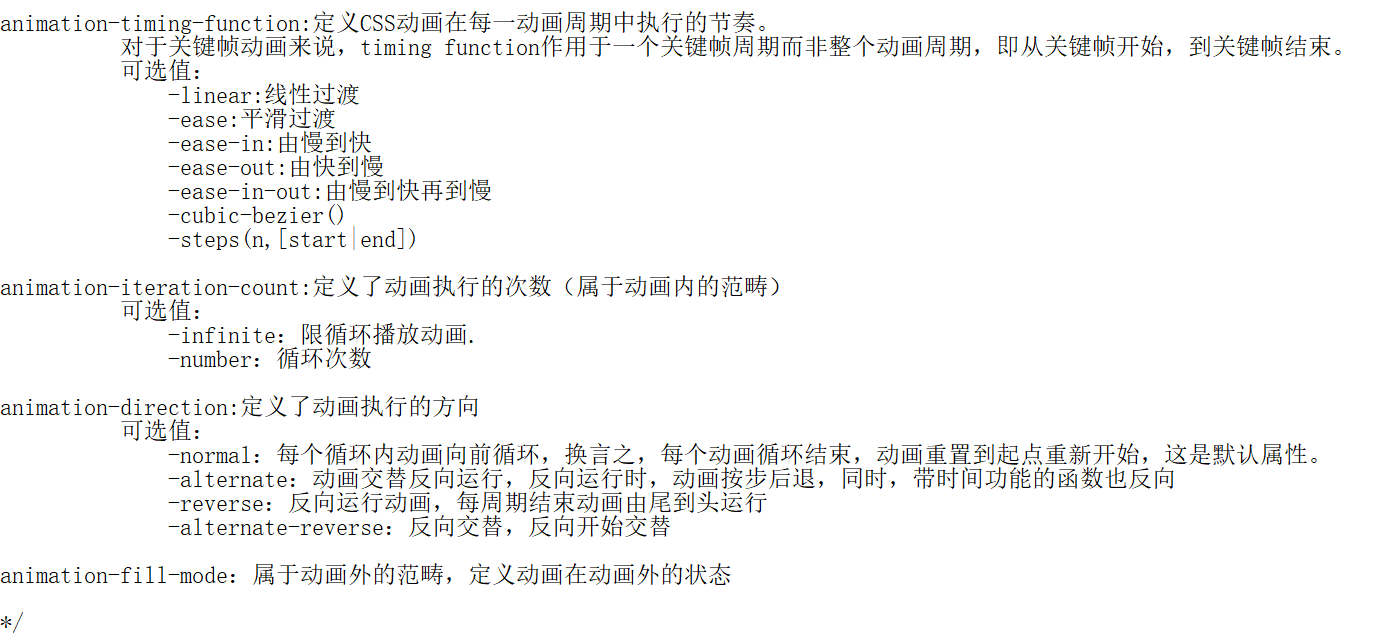 animation-timing-function:定义CSS动画在每一动画周期中执行的节奏。
对于关键帧动画来说，timing function作用于一个关键帧周期而非整个动画周期，即从关键帧开始，到关键帧结束。
可选值：
-linear:线性过渡
-ease:平滑过渡
-ease-in:由慢到快
-ease-out:由快到慢
-ease-in-out:由慢到快再到慢
-cubic-bezier()
-steps(n,[start|end])
animation-iteration-count:定义了动画执行的次数（属于动画内的范畴）
可选值：
-infinite：限循环播放动画.
-number：循环次数
animation-direction:定义了动画执行的方向
可选值：
-normal：每个循环内动画向前循环，换言之，每个动画循环结束，动画重置到起点重新开始，这是默认属性。
-alternate：动画交替反向运行，反向运行时，动画按步后退，同时，带时间功能的函数也反向
-reverse：反向运行动画，每周期结束动画由尾到头运行
-alternate-reverse：反向交替，反向开始交替
animation-fill-mode：属于动画外的范畴，定义动画在动画外的状态
*/